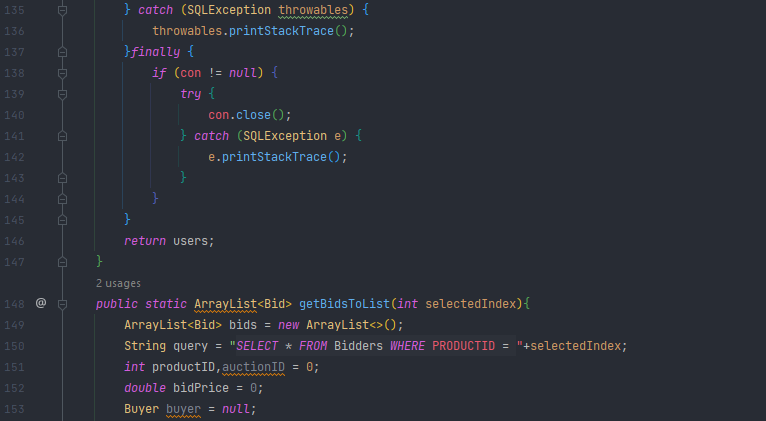 135 } catch (SQLException throwables) {
136 throwables.printStackTrace();
137 }finally {
138 if (con != null) {
139 try {
140 con.close();
141 } catch (SQLException e) {
142 e.printStackTrace();
143 }
144 }
145 }
146 return users;
147 }
2 usages
148 @ public static ArrayList<Bid> getBidsToList(int selectedIndex){
149 ArrayList<Bid> bids = new ArrayList<>();
150 String query = "SELECT * FROM Bidders WHERE PRODUCTID = "+selectedIndex;
151 int productID,auctionID = 0;
152 double bidPrice = 0;
153 Buyer buyer = null;